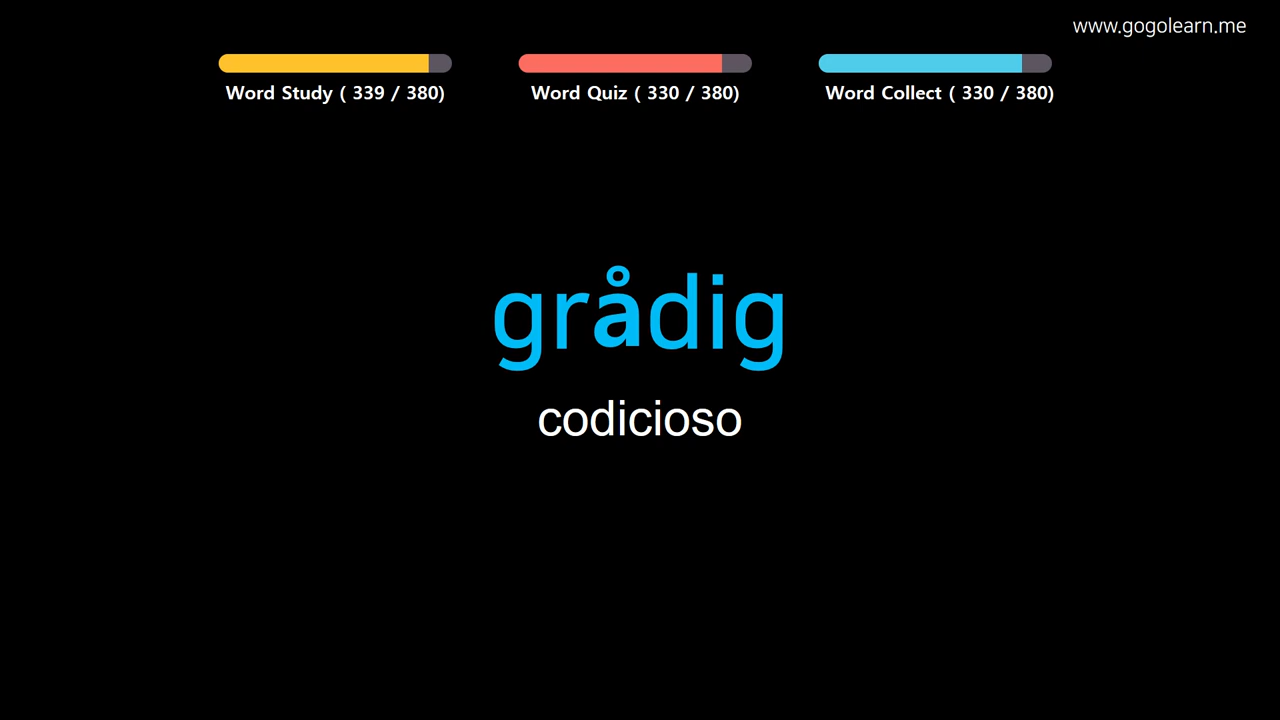 www.gogolearn.me
Word Study ( 339 / 380)
Word Quiz ( 330 / 380)
Word Collect ( 330 / 380)
grådig
codicioso